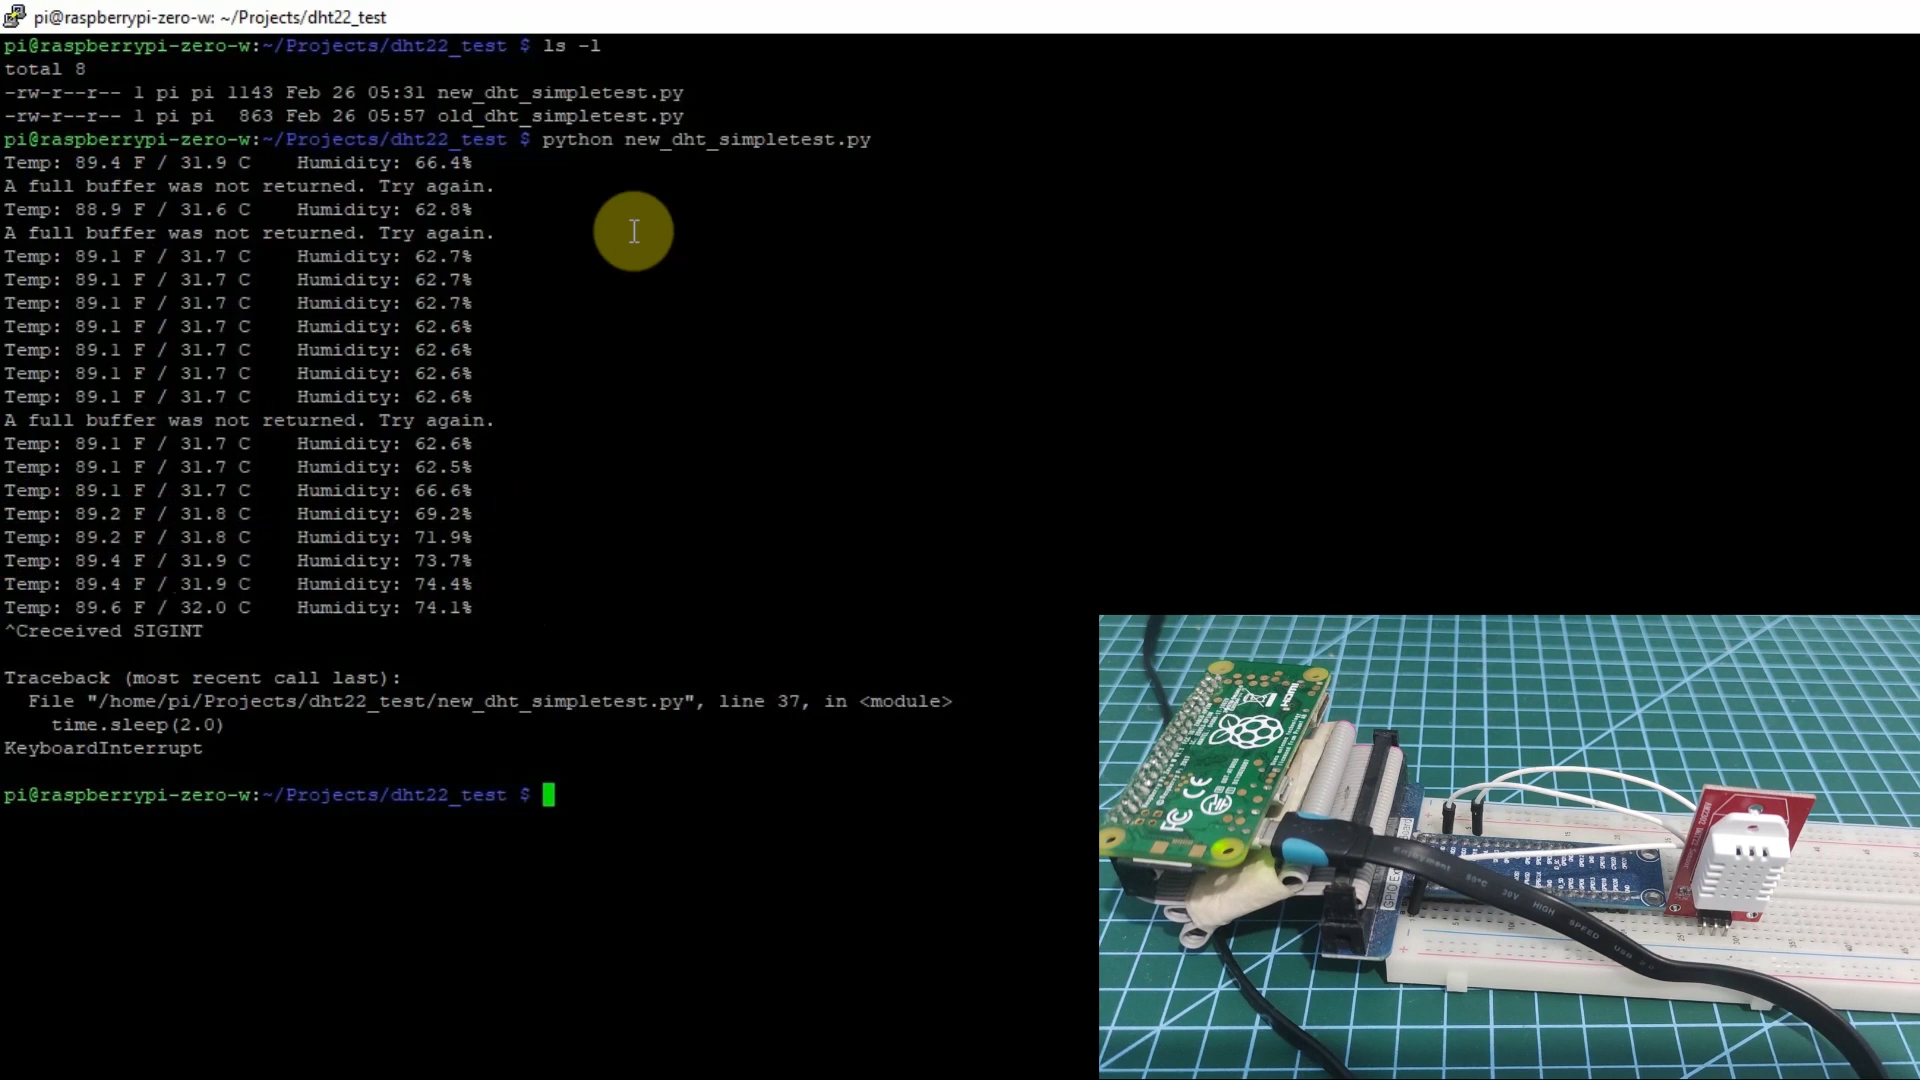 pi@raspberrypi-zero-w: ~/Projects/dht22_test
pi@raspberrypi-zero-w:~/Projects/dht22_test $ ls -l
total 8
-rw-r--r-- 1 pi pi 1143 Feb 26 05:31 new_dht_simpletest.py
-rw-r--r-- 1 pi pi  863 Feb 26 05:57 old_dht_simpletest.py
pi@raspberrypi-zero-w:~/Projects/dht22_test $ python new_dht_simpletest.py
Temp: 89.4 F / 31.9 C    Humidity: 66.4%
A full buffer was not returned. Try again.
Temp: 88.9 F / 31.6 C    Humidity: 62.8%
A full buffer was not returned. Try again.
Temp: 89.1 F / 31.7 C    Humidity: 62.7%
Temp: 89.1 F / 31.7 C    Humidity: 62.7%
Temp: 89.1 F / 31.7 C    Humidity: 62.7%
Temp: 89.1 F / 31.7 C    Humidity: 62.6%
Temp: 89.1 F / 31.7 C    Humidity: 62.6%
Temp: 89.1 F / 31.7 C    Humidity: 62.6%
Temp: 89.1 F / 31.7 C    Humidity: 62.6%
A full buffer was not returned. Try again.
Temp: 89.1 F / 31.7 C    Humidity: 62.6%
Temp: 89.1 F / 31.7 C    Humidity: 62.5%
Temp: 89.1 F / 31.7 C    Humidity: 66.6%
Temp: 89.2 F / 31.8 C    Humidity: 69.2%
Temp: 89.2 F / 31.8 C    Humidity: 71.9%
Temp: 89.4 F / 31.9 C    Humidity: 73.7%
Temp: 89.4 F / 31.9 C    Humidity: 74.4%
Temp: 89.6 F / 32.0 C    Humidity: 74.1%
^Creceived SIGINT
Traceback (most recent call last):
  File "/home/pi/Projects/dht22_test/new_dht_simpletest.py", line 37, in <module>
    time.sleep(2.0)
KeyboardInterrupt
pi@raspberrypi-zero-w:~/Projects/dht22_test $
HDMI
FC CE
GPIO
80°C 30V HIGH SPEED USB 2.0